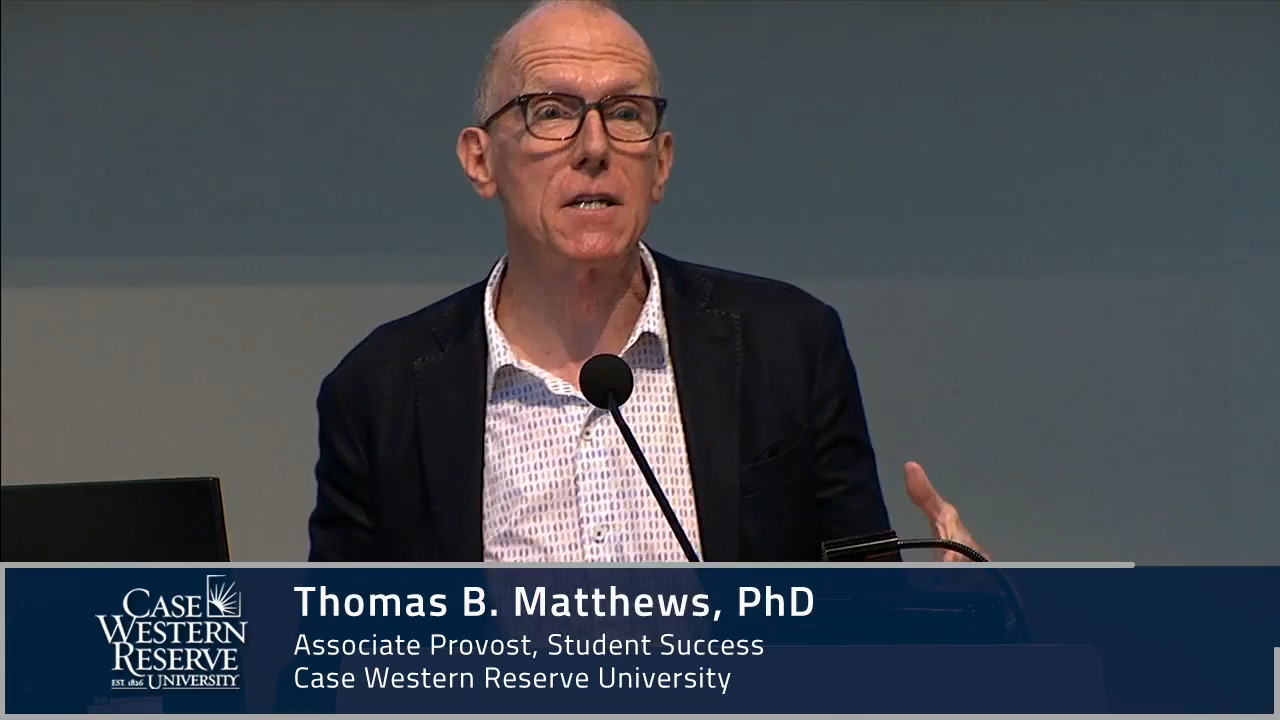 CASE
WESTERN
RESERVE
EST. 1826 UNIVERSITY
Thomas B. Matthews, PhD
Associate Provost, Student Success
Case Western Reserve University